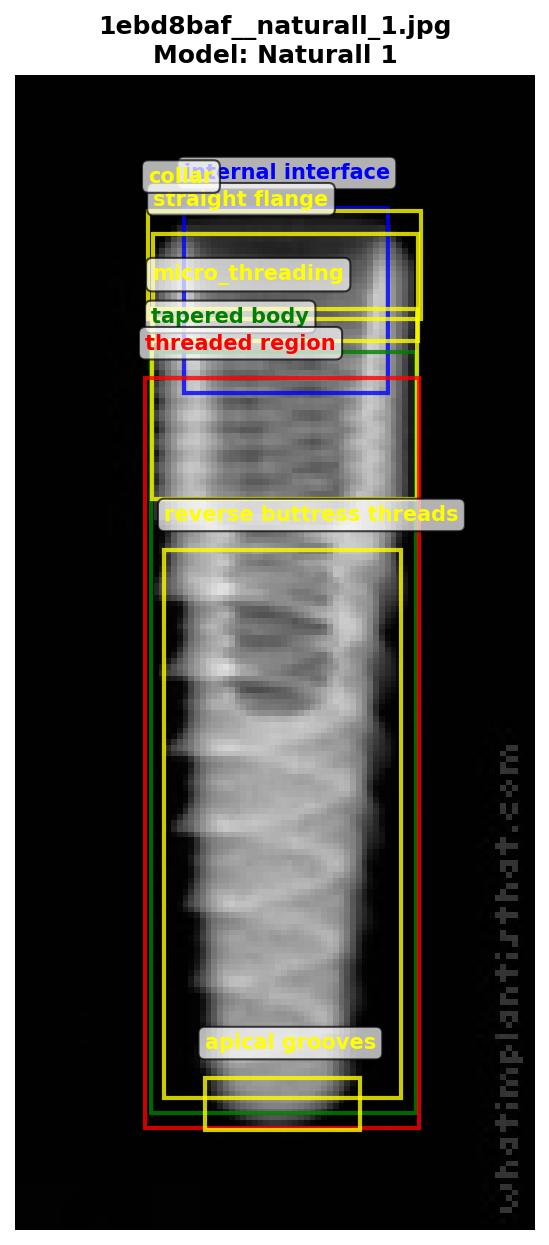 1ebd8baf__naturall_1.jpg
Model: Naturall 1
internal interface
collar
straight flange
micro_threading
tapered body
threaded region
reverse buttress threads
apical grooves
whatimplantisthat.com